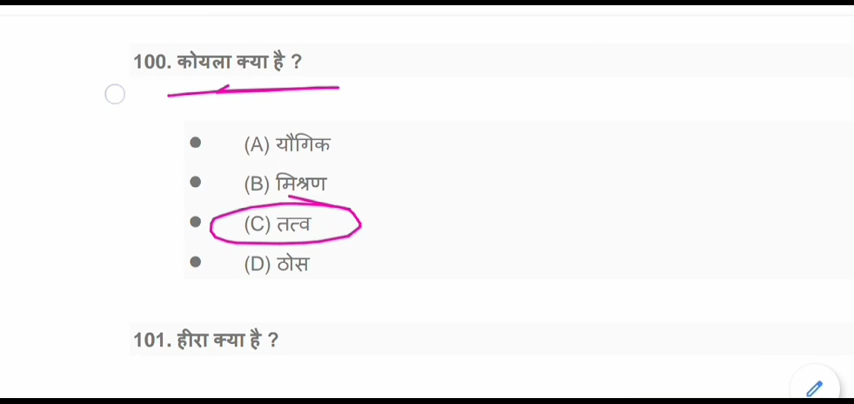 100. कोयला क्या है ?
(A) यौगिक
(B) मिश्रण
(C) तत्व
(D) ठोस
101. हीरा क्या है ?